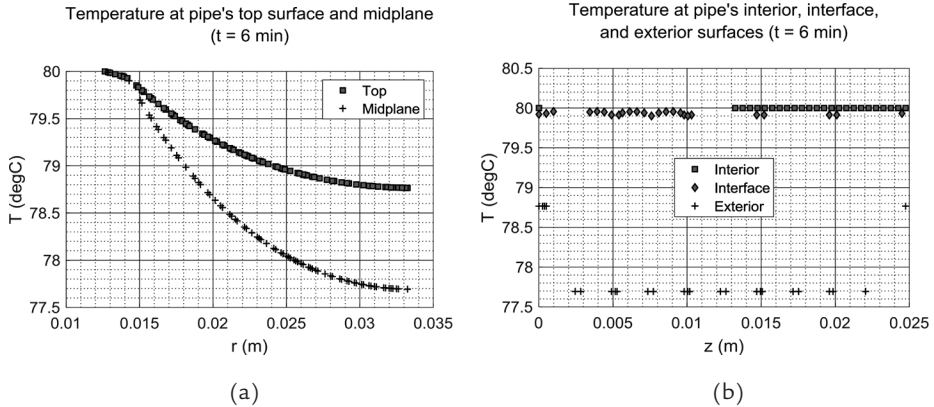 Temperature at pipe's top surface and midplane
(t = 6 min)
80
79.5
79
78.5
78
77.5
T (degC)
Top
Midplane
0.01
0.015
0.02
0.025
0.03
0.035
r (m)
(a)
Temperature at pipe's interior, interface,
and exterior surfaces (t = 6 min)
80.5
80
79.5
79
78.5
78
77.5
T (degC)
Interior
Interface
Exterior
0
0.005
0.01
0.015
0.02
0.025
z (m)
(b)